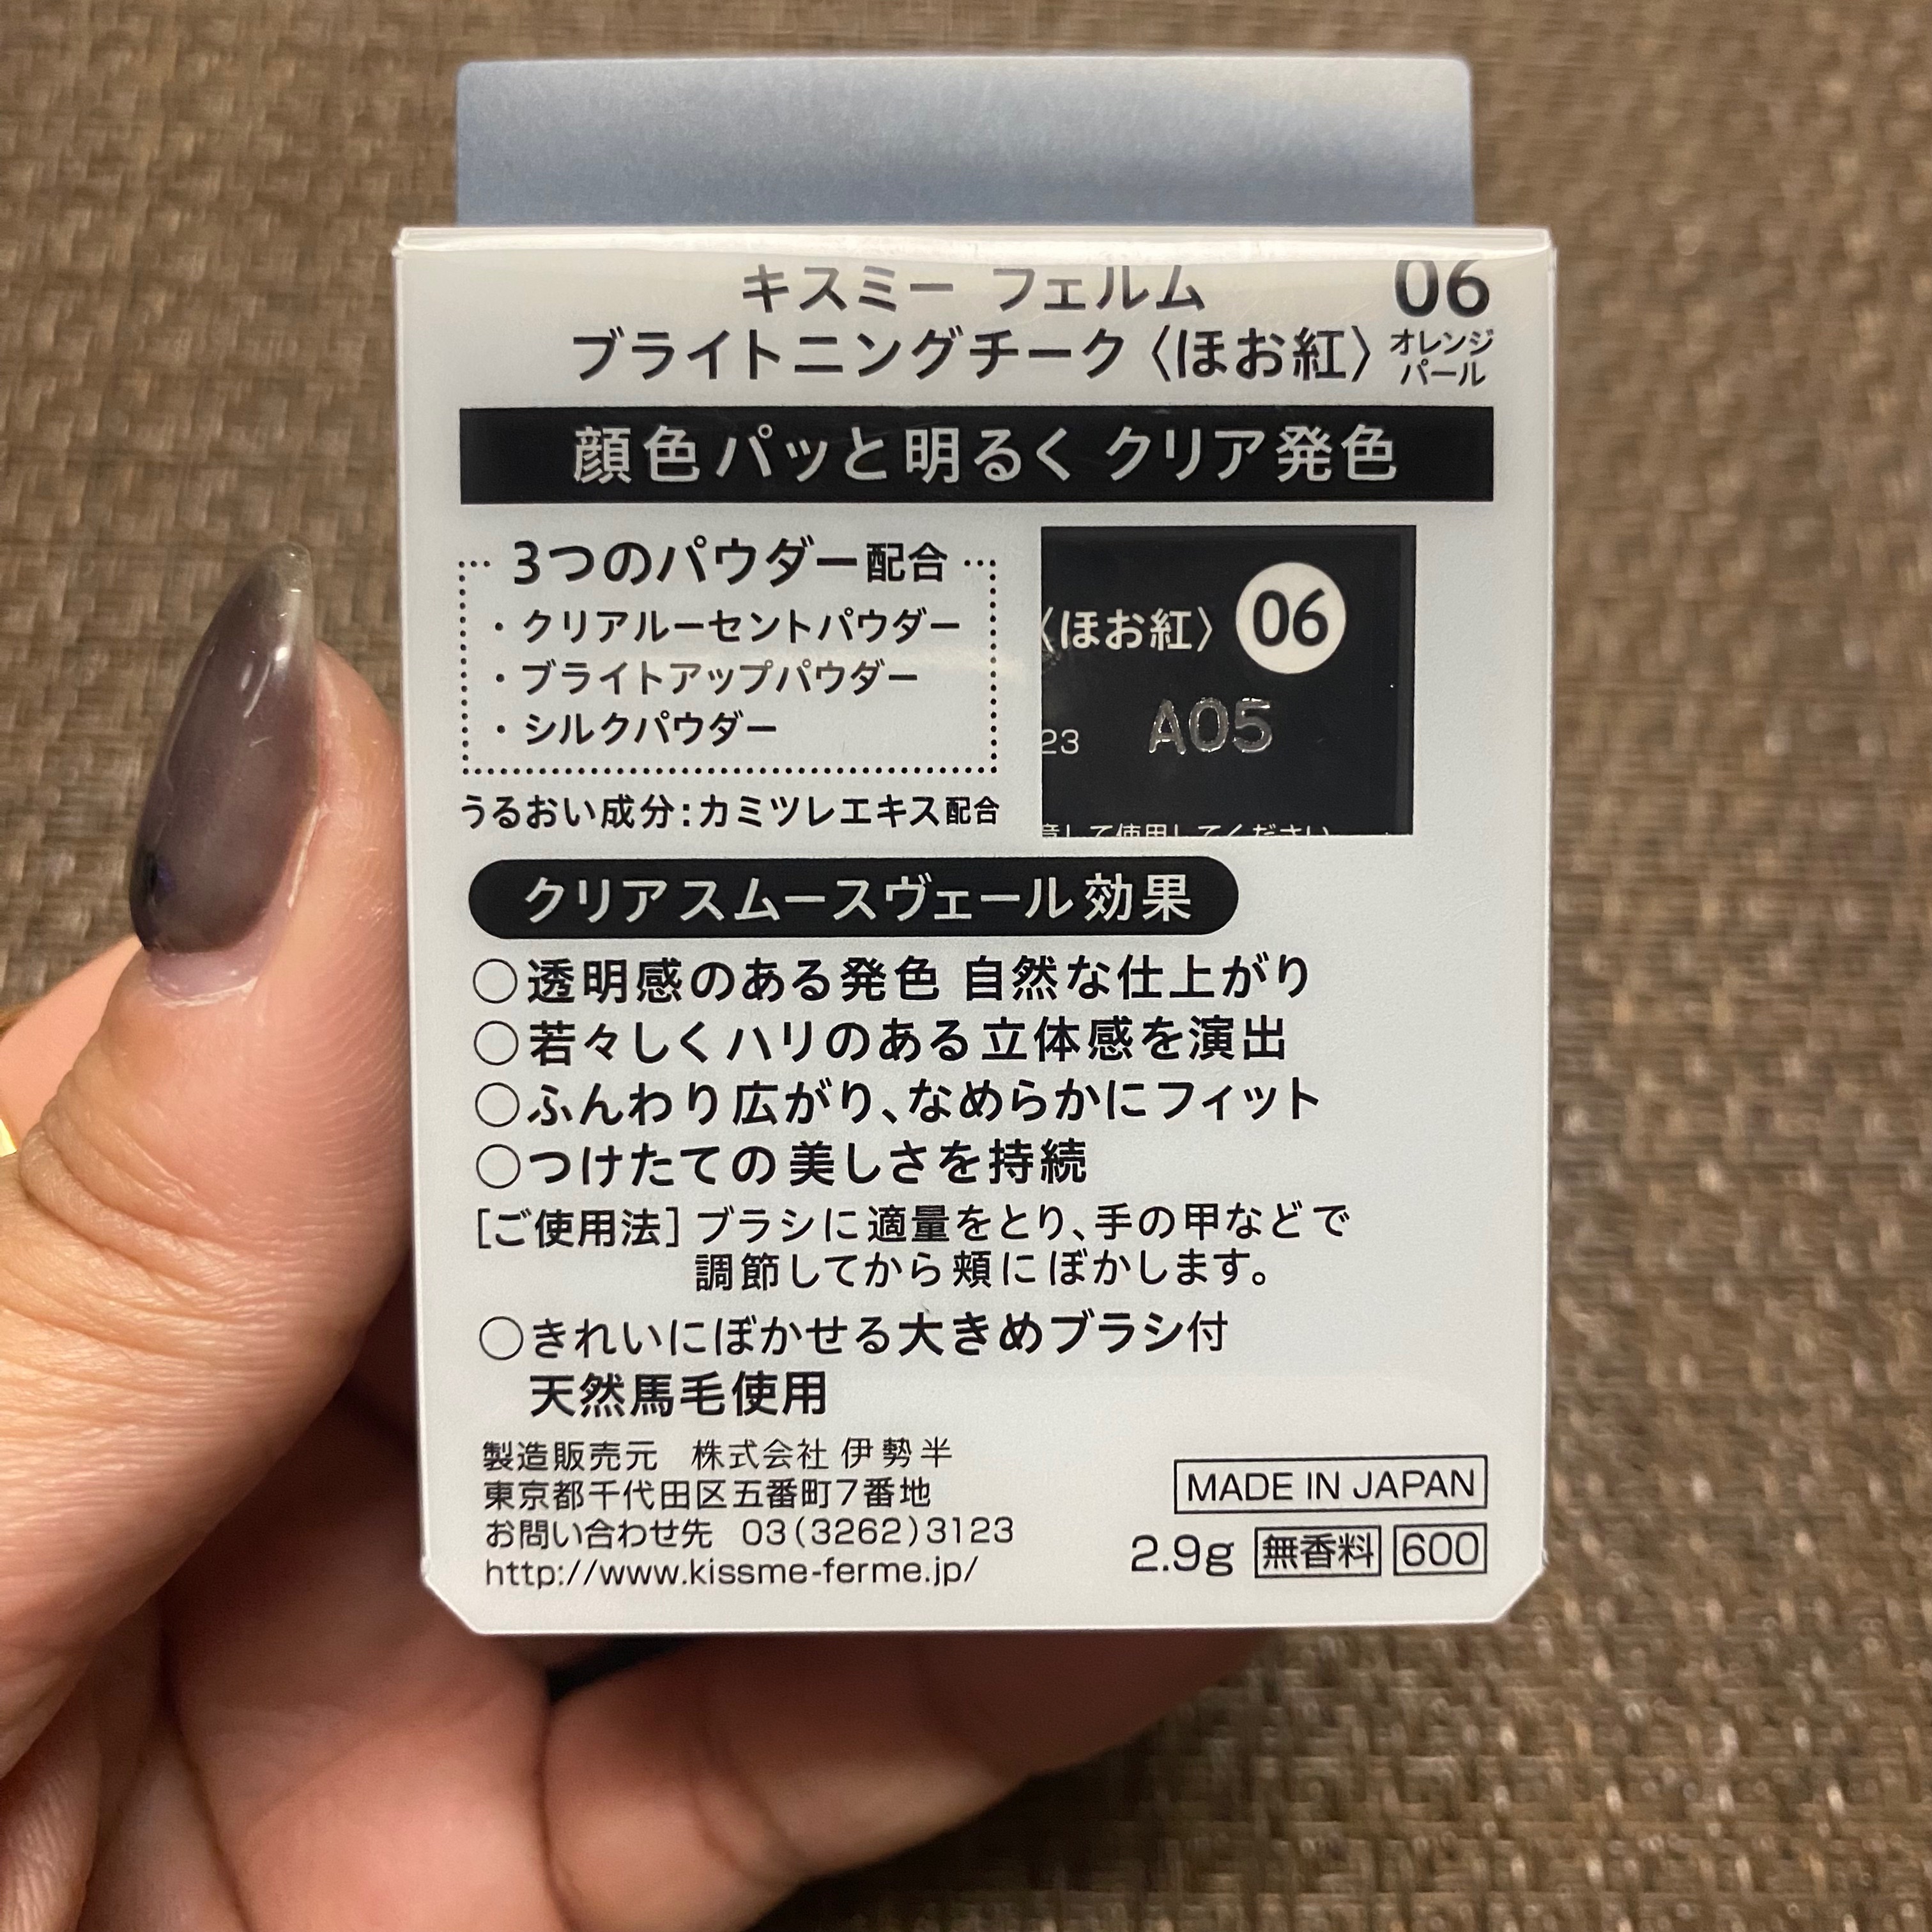 キスミー フェルム 06
ブライトニングチーク〈ほお紅〉 オレンジ
パール
顔色パッと明るく クリア発色
3つのパウダー配合
・クリアルーセントパウダー
・ブライトアップパウダー
・シルクパウダー
うるおい成分:カミツレエキス配合
〈ほお紅〉 06
23 A05
して使用してください
クリアスムースヴェール効果
○透明感のある発色 自然な仕上がり
○若々しくハリのある立体感を演出
○ふんわり広がり、なめらかにフィット
○つけたての美しさを持続
[ご使用法] ブラシに適量をとり、手の甲などで
調節してから頬にぼかします。
○きれいにぼかせる大きめブラシ付
天然馬毛使用
製造販売元 株式会社 伊勢半
東京都千代田区五番町7番地
お問い合わせ先 03(3262)3123
http://www.kissme-ferme.jp/
MADE IN JAPAN
2.9g 無香料 600